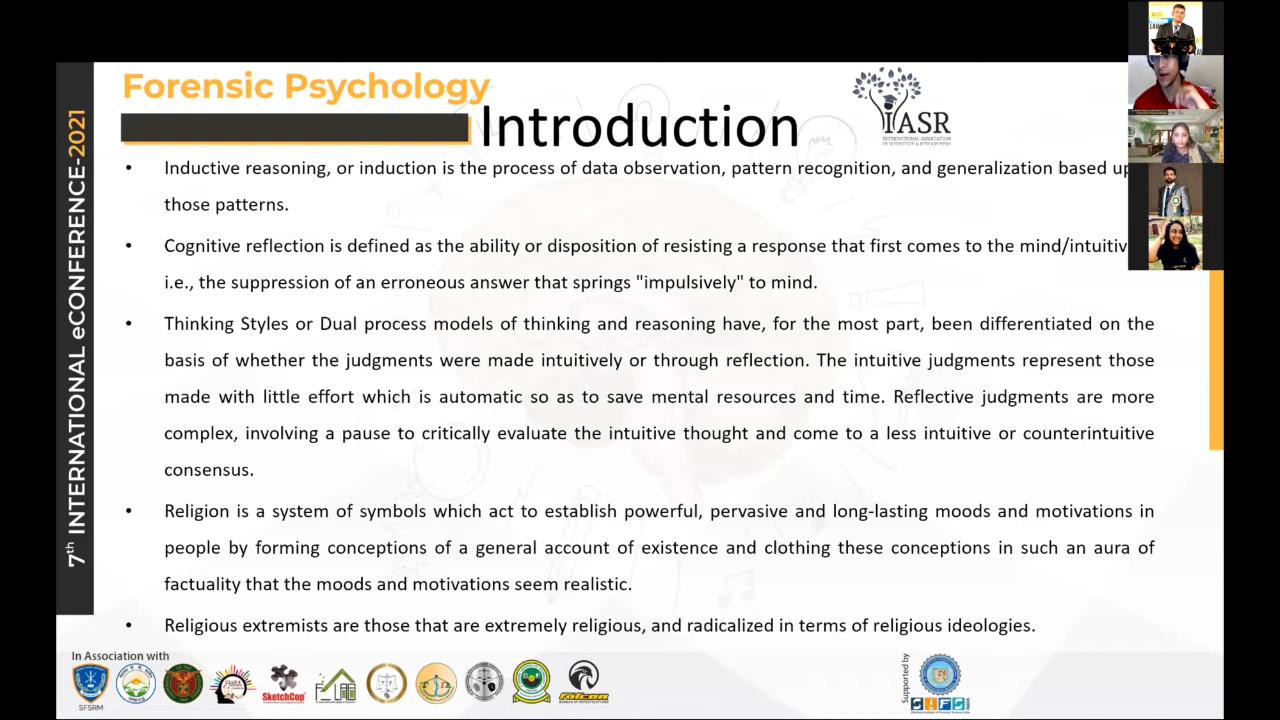 Forensic Psychology
Introduction
IASR
INTERNATIONAL ASSOCIATION
OF SCIENTISTS & RESEARCHERS
7th INTERNATIONAL eCONFERENCE-2021
• Inductive reasoning, or induction is the process of data observation, pattern recognition, and generalization based
those patterns.
• Cognitive reflection is defined as the ability or disposition of resisting a response that first comes to the mind/intuitiv
i.e., the suppression of an erroneous answer that springs "impulsively" to mind.
• Thinking Styles or Dual process models of thinking and reasoning have, for the most part, been differentiated on the
basis of whether the judgments were made intuitively or through reflection. The intuitive judgments represent those
made with little effort which is automatic so as to save mental resources and time. Reflective judgments are more
complex, involving a pause to critically evaluate the intuitive thought and come to a less intuitive or counterintuitive
consensus.
• Religion is a system of symbols which act to establish powerful, pervasive and long-lasting moods and motivations in
people by forming conceptions of a general account of existence and clothing these conceptions in such an aura of
factuality that the moods and motivations seem realistic.
• Religious extremists are those that are extremely religious, and radicalized in terms of religious ideologies.
In Association with
SFSRM
SKETCHCOP
falcon
Supported by
SIFS